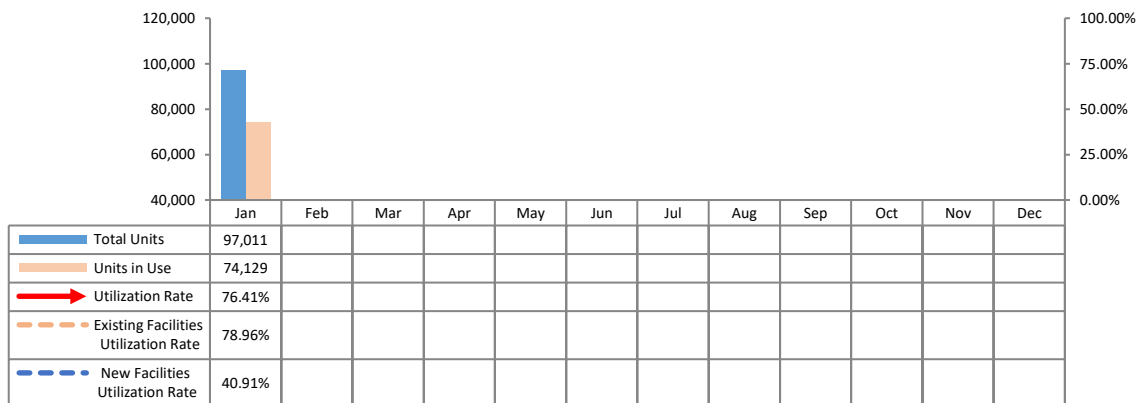 120,000
100,000
80,000
60,000
40,000
100.00%
75.00%
50.00%
25.00%
0.00%
Jan Feb Mar Apr May Jun Jul Aug Sep Oct Nov Dec
Total Units 97,011
Units in Use 74,129
Utilization Rate 76.41%
Existing Facilities
Utilization Rate 78.96%
New Facilities
Utilization Rate 40.91%